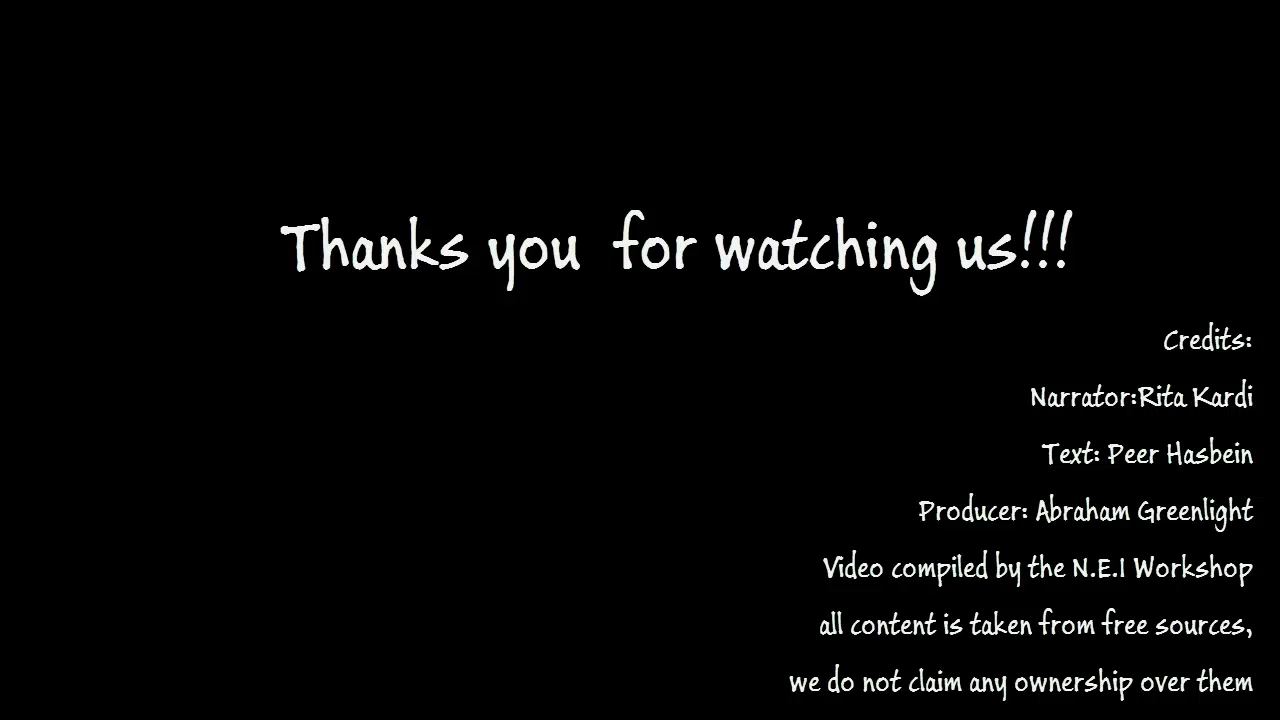 Thanks you for watching us!!!
Credits:
Narrator:Rita Kardi
Text: Peer Hasbein
Producer: Abraham Greenlight
Video compiled by the N.E.I Workshop
all content is taken from free sources,
we do not claim any ownership over them